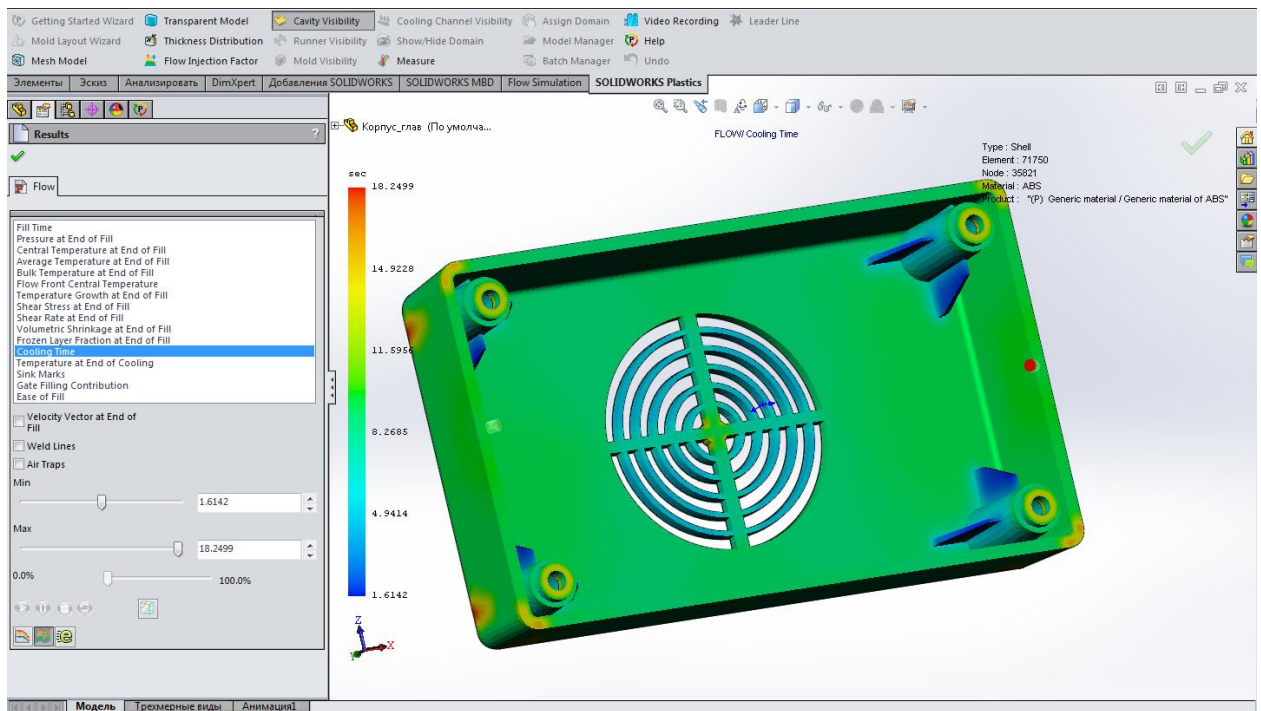 Getting Started Wizard Transparent Model Cavity Visibility Cooling Channel Visibility Assign Domain Video Recording Leader Line
Mold Layout Wizard Thickness Distribution Runner Visibility Show/Hide Domain Model Manager Help
Mesh Model Flow Injection Factor Mold Visibility Measure Batch Manager Undo
Элементы Эскиз Анализировать DimXpert Добавления SOLIDWORKS SOLIDWORKS MBD Flow Simulation SOLIDWORKS Plastics
Results ?
Flow
Fill Time
Pressure at End of Fill
Central Temperature at End of Fill
Average Temperature at End of Fill
Bulk Temperature at End of Fill
Flow Front Central Temperature
Temperature Growth at End of Fill
Shear Stress at End of Fill
Shear Rate at End of Fill
Volumetric Shrinkage at End of Fill
Frozen Layer Fraction at End of Fill
Cooling Time
Temperature at End of Cooling
Sink Marks
Gate Filling Contribution
Ease of Fill
Velocity Vector at End of
Fill
Weld Lines
Air Traps
Min
1.6142
Max
18.2499
0.0% 100.0%
Корпус_глав (По умолча...
FLOW/ Cooling Time
Type : Shell
Element : 71750
Node : 35821
Material : ABS
Product : "(P) Generic material / Generic material of ABS"
sec
18.2499
14.9228
11.5956
8.2685
4.9414
1.6142
Z
X
Y
Модель Трехмерные виды Анимация1